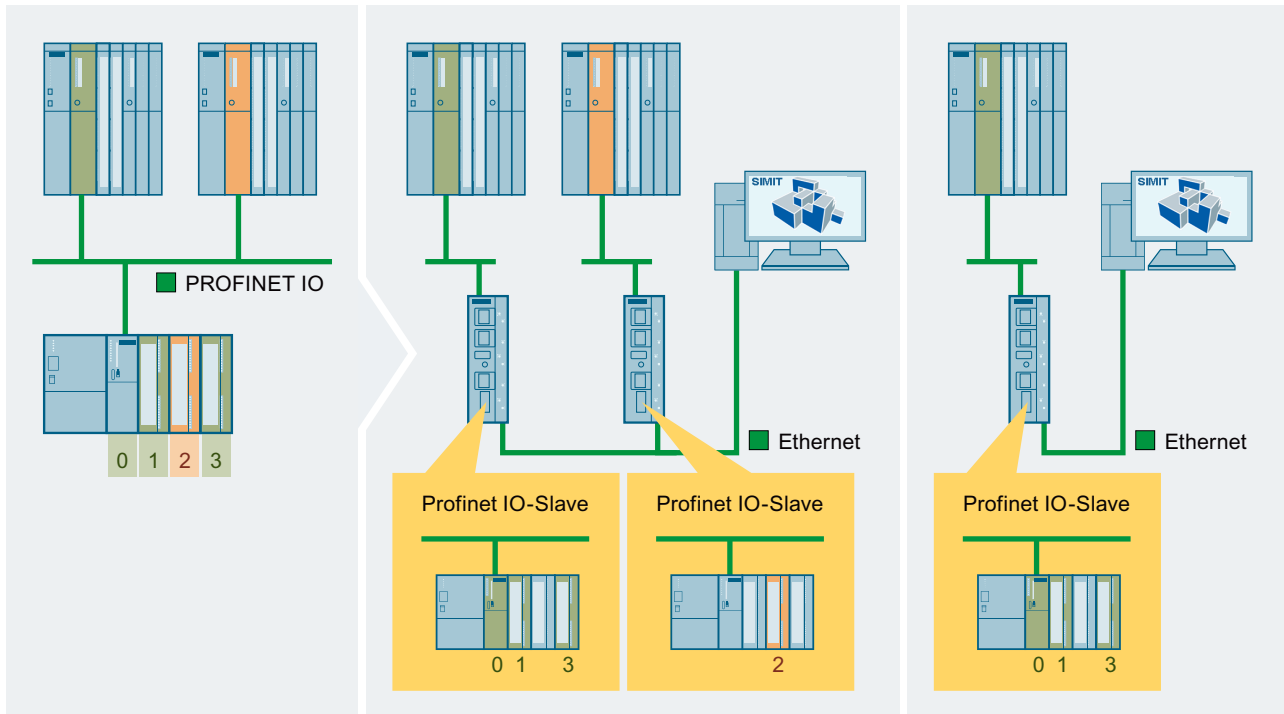 PROFINET IO
0 1 2 3
SIMIT
Ethernet
Profinet IO-Slave
0 1 3
Profinet IO-Slave
2
SIMIT
Ethernet
Profinet IO-Slave
0 1 3